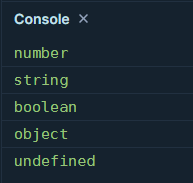 Console ×
number
string
boolean
object
undefined